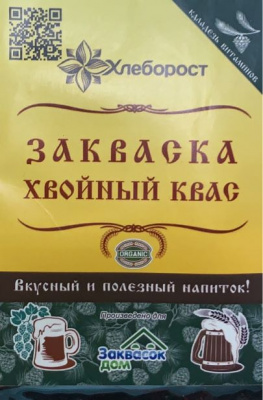 Хлеборост
КЛАДЕЗЬ ВИТАМИНОВ
ЗАКВАСКА
ХВОЙНЫЙ КВАС
ORGANIC
Вкусный и полезный напиток!
Произведено для
Заквасок
ДОМ